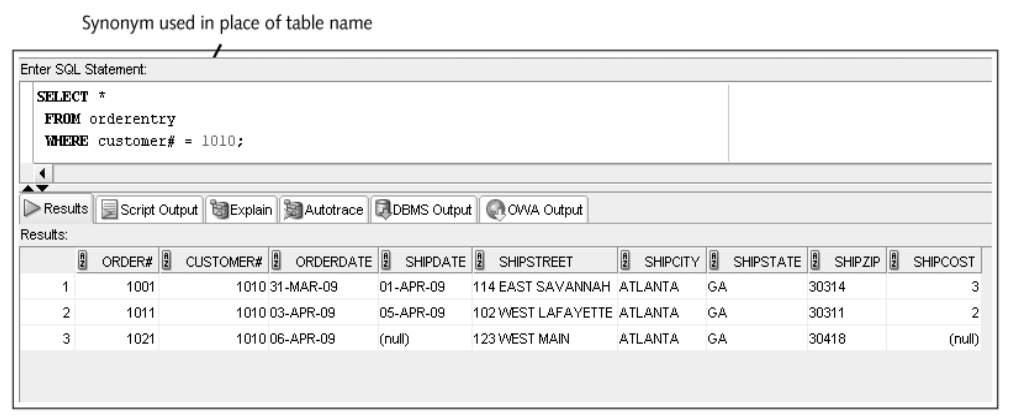 Synonym used in place of table name
Enter SQL Statement:
SELECT *
FROM orderentry
WHERE customer# = 1010;
Results Script Output Explain Autotrace DBMS Output OWA Output
Results:
ORDER# CUSTOMER# ORDERDATE SHIPDATE SHIPSTREET SHIPCITY SHIPSTATE SHIPZIP SHIPCOST
1 1001 1010 31-MAR-09 01-APR-09 114 EAST SAVANNAH ATLANTA GA 30314 3
2 1011 1010 03-APR-09 05-APR-09 102 WEST LAFAYETTE ATLANTA GA 30311 2
3 1021 1010 06-APR-09 (null) 123 WEST MAIN ATLANTA GA 30418 (null)